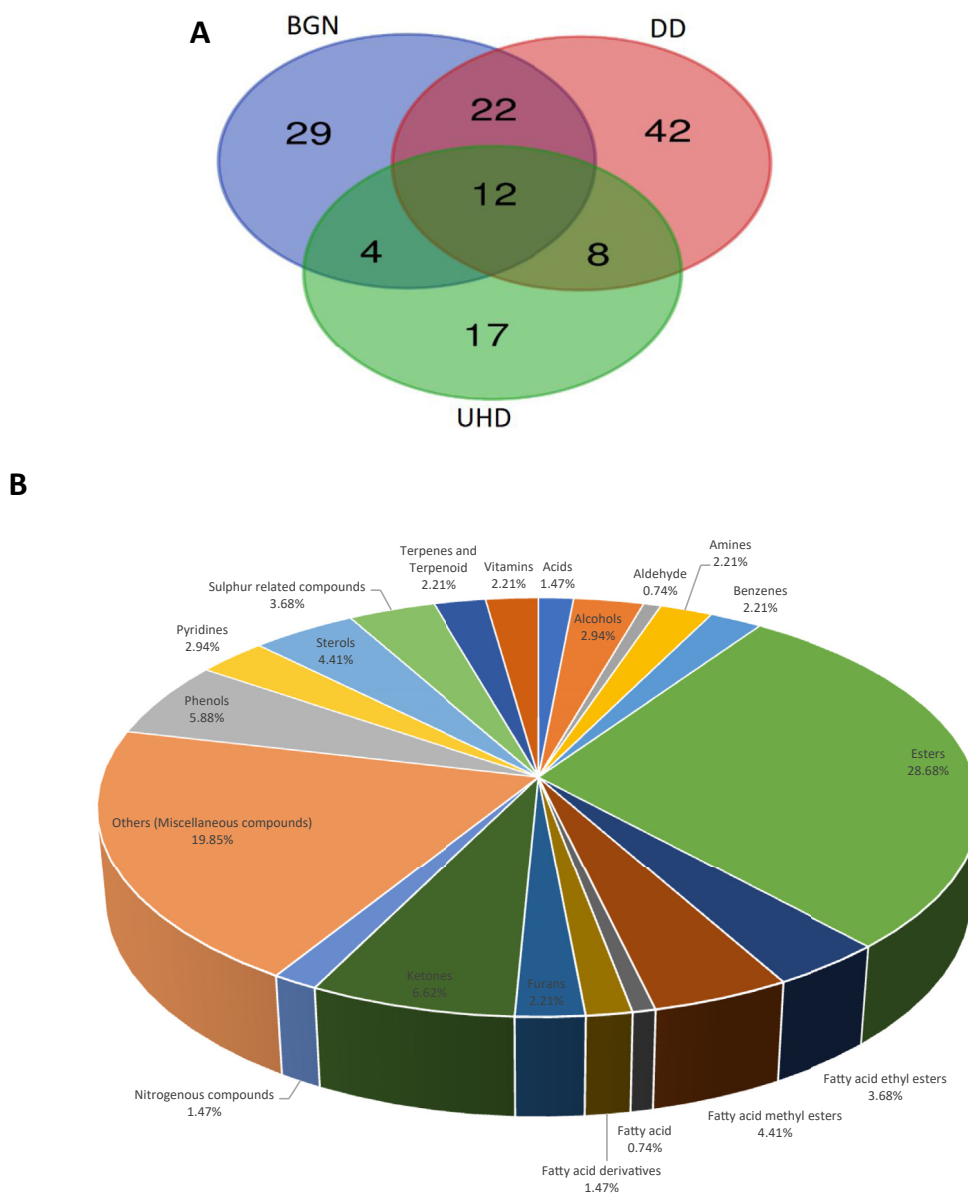 A
BGN
DD
29
22
42
12
4
8
17
UHD
B
Terpenes and
Terpenoid
2.21%
Vitamins
2.21%
Acids
1.47%
Aldehyde
0.74%
Amines
2.21%
Benzenes
2.21%
Sulphur related compounds
3.68%
Alcohols
2.94%
Pyridines
2.94%
Sterols
4.41%
Phenols
5.88%
Esters
28.68%
Others (Miscellaneous compounds)
19.85%
Ketones
6.62%
Furans
2.21%
Nitrogenous compounds
1.47%
Fatty acid ethyl esters
3.68%
Fatty acid methyl esters
4.41%
Fatty acid
0.74%
Fatty acid derivatives
1.47%